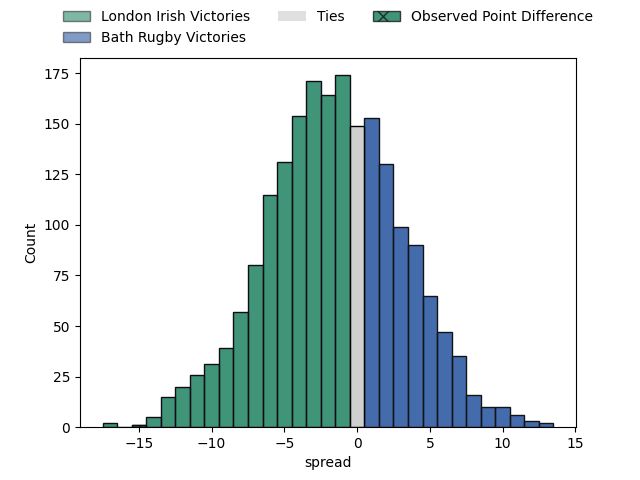 London Irish Victories
Ties
Observed Point Difference
Bath Rugby Victories
175
150
125
100
75
50
25
0
Count
−15 −10 −5 0 5 10 15
spread